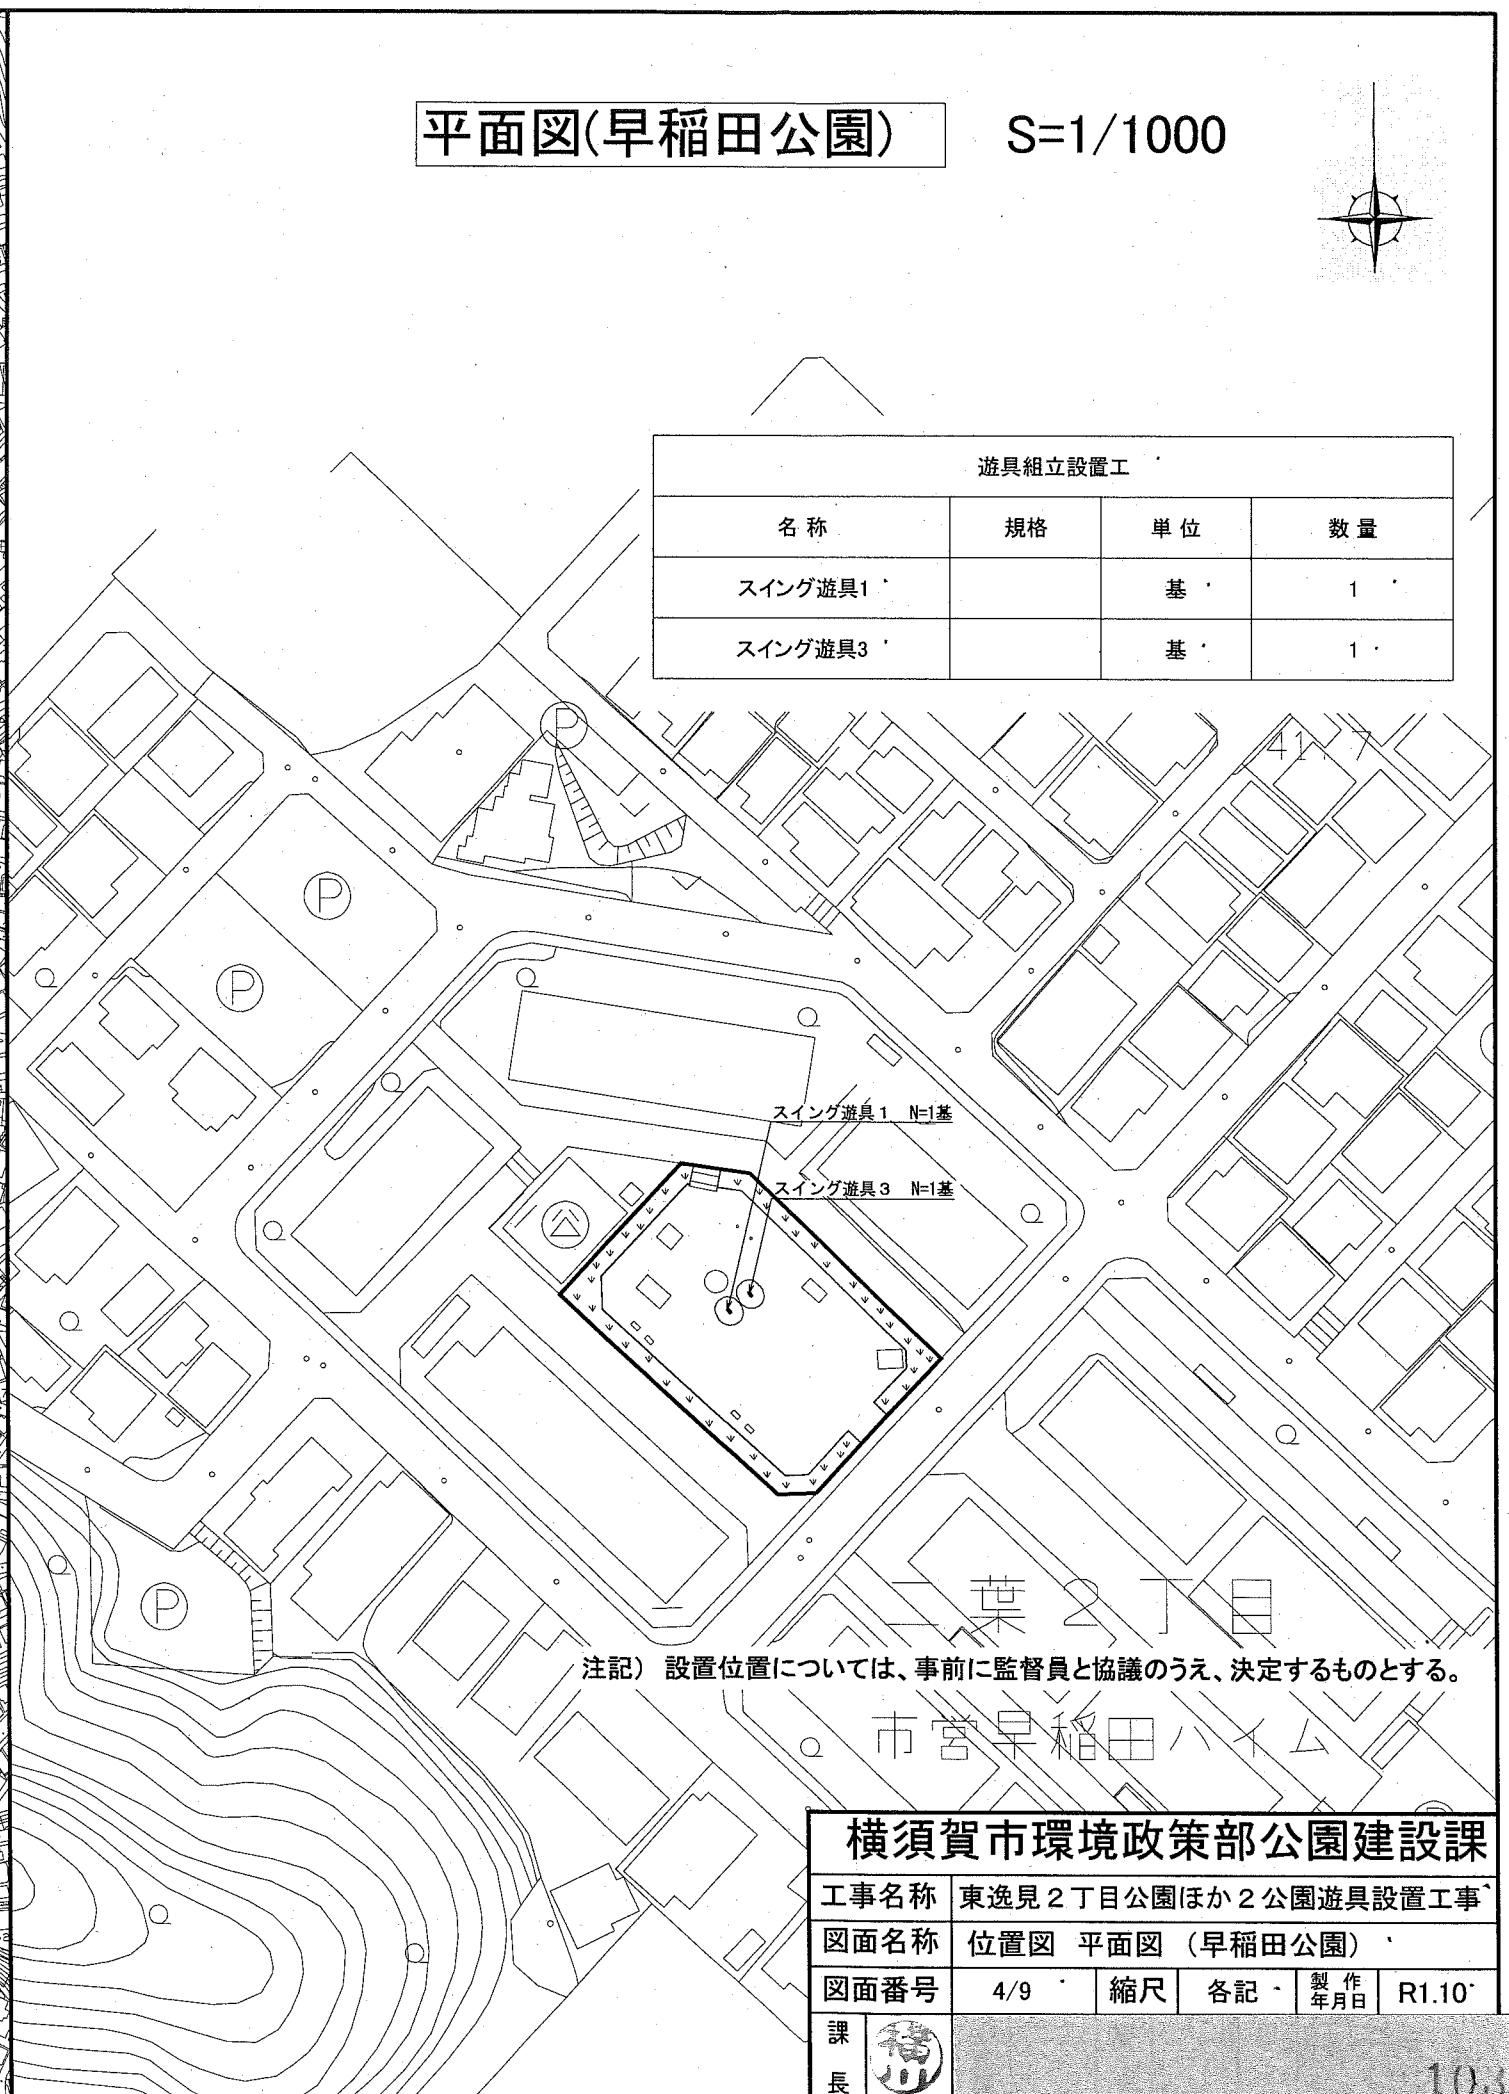 平面図(早稲田公園) S=1/1000
遊具組立設置工
名称 規格 単位 数量
スイング遊具1 基 1
スイング遊具3 基 1
P
41.7
P
P
スイング遊具1 N=1基
スイング遊具3 N=1基
P
二葉2丁目
注記) 設置位置については、事前に監督員と協議のうえ、決定するものとする。
市営早稲田ハイム
横須賀市環境政策部公園建設課
工事名称 東逸見2丁目公園ほか2公園遊具設置工事
図面名称 位置図 平面図 (早稲田公園)
図面番号 4/9 縮尺 各記 製作年月日 R1.10
課長